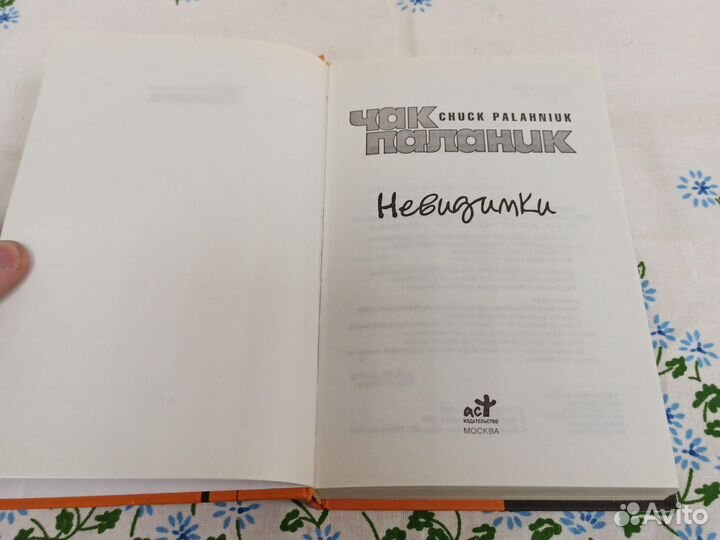 CHUCK PALAHNIUK
ЧАК
ПАЛАНИК
Невидимки
аст
ИЗДАТЕЛЬСТВО
МОСКВА
Avito